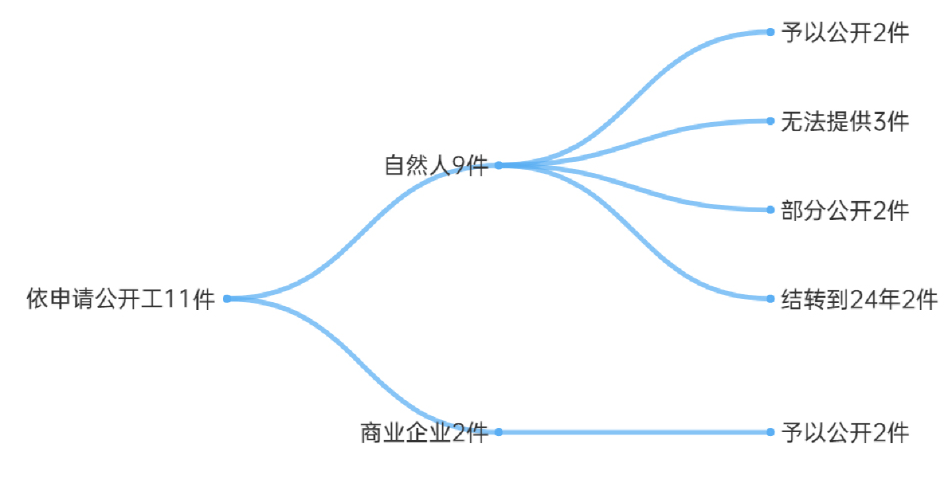 依申请公开工11件
自然人9件
予以公开2件
无法提供3件
部分公开2件
结转到24年2件
商业企业2件
予以公开2件